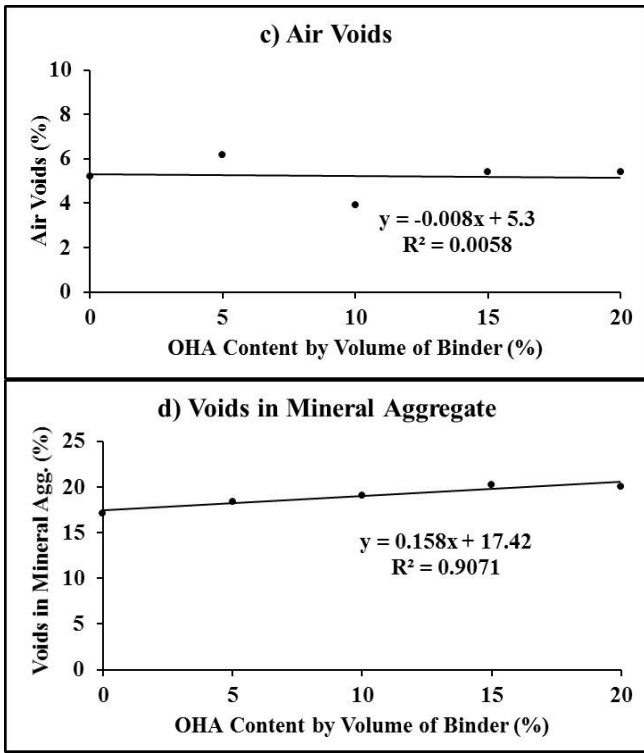 c) Air Voids
10
8
6
4
2
0
Air Voids (%)
y = -0.008x + 5.3
R² = 0.0058
0 5 10 15 20
OHA Content by Volume of Binder (%)
d) Voids in Mineral Aggregate
25
20
15
10
5
0
Voids in Mineral Agg. (%)
y = 0.158x + 17.42
R² = 0.9071
0 5 10 15 20
OHA Content by Volume of Binder (%)